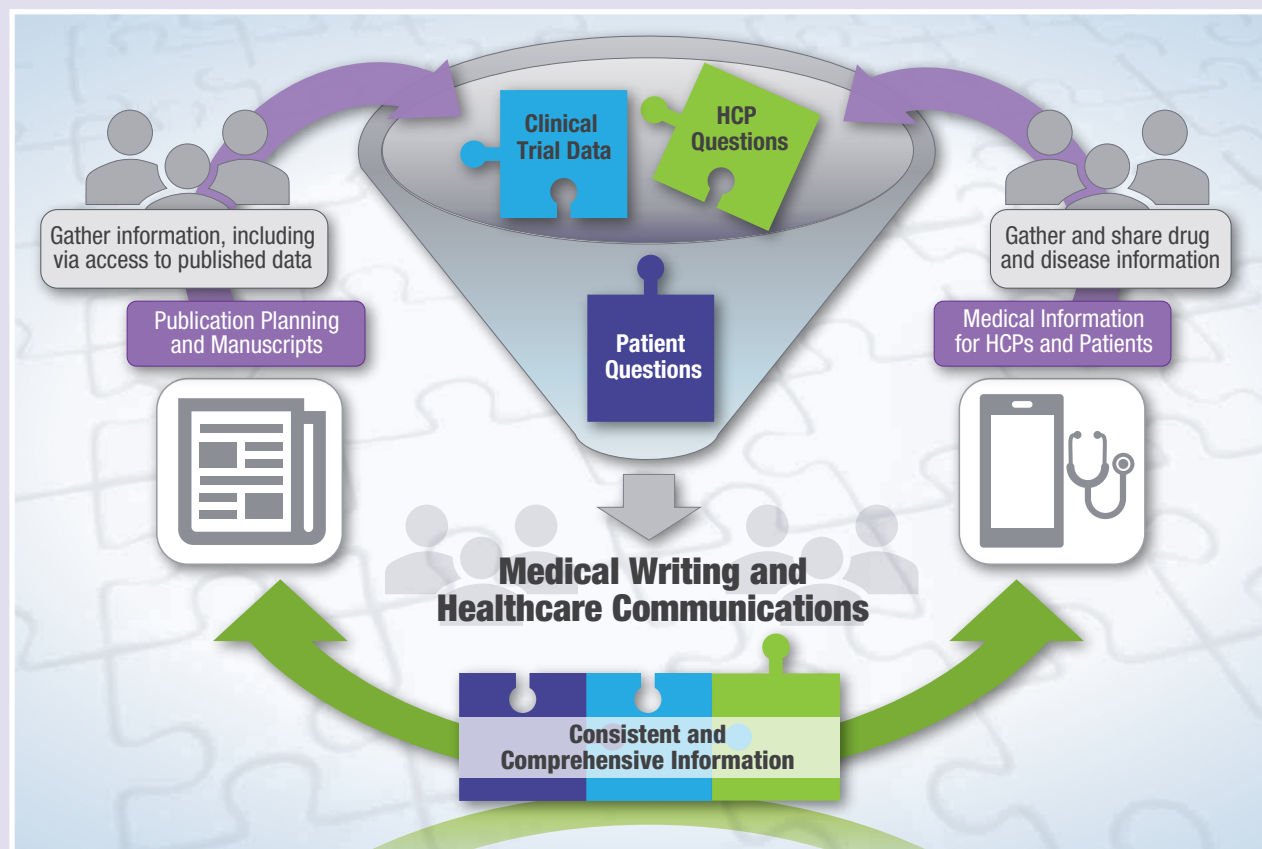 Clinical
Trial Data
HCP
Questions
Gather information, including
via access to published data
Gather and share drug
and disease information
Publication Planning
and Manuscripts
Patient
Questions
Medical Information
for HCPs and Patients
Medical Writing and
Healthcare Communications
Consistent and
Comprehensive Information